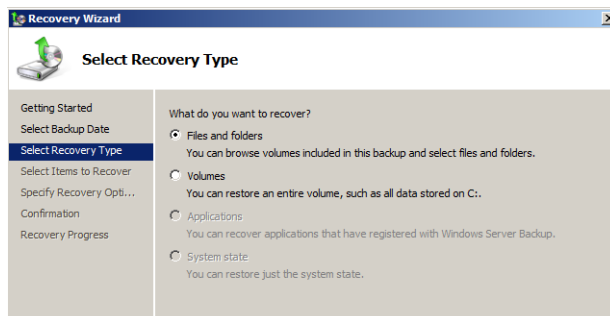 Recovery Wizard
Select Recovery Type
Getting Started
Select Backup Date
Select Recovery Type
Select Items to Recover
Specify Recovery Opti...
Confirmation
Recovery Progress
What do you want to recover?
Files and folders
You can browse volumes included in this backup and select files and folders.
Volumes
You can restore an entire volume, such as all data stored on C:.
Applications
You can recover applications that have registered with Windows Server Backup.
System state
You can restore just the system state.